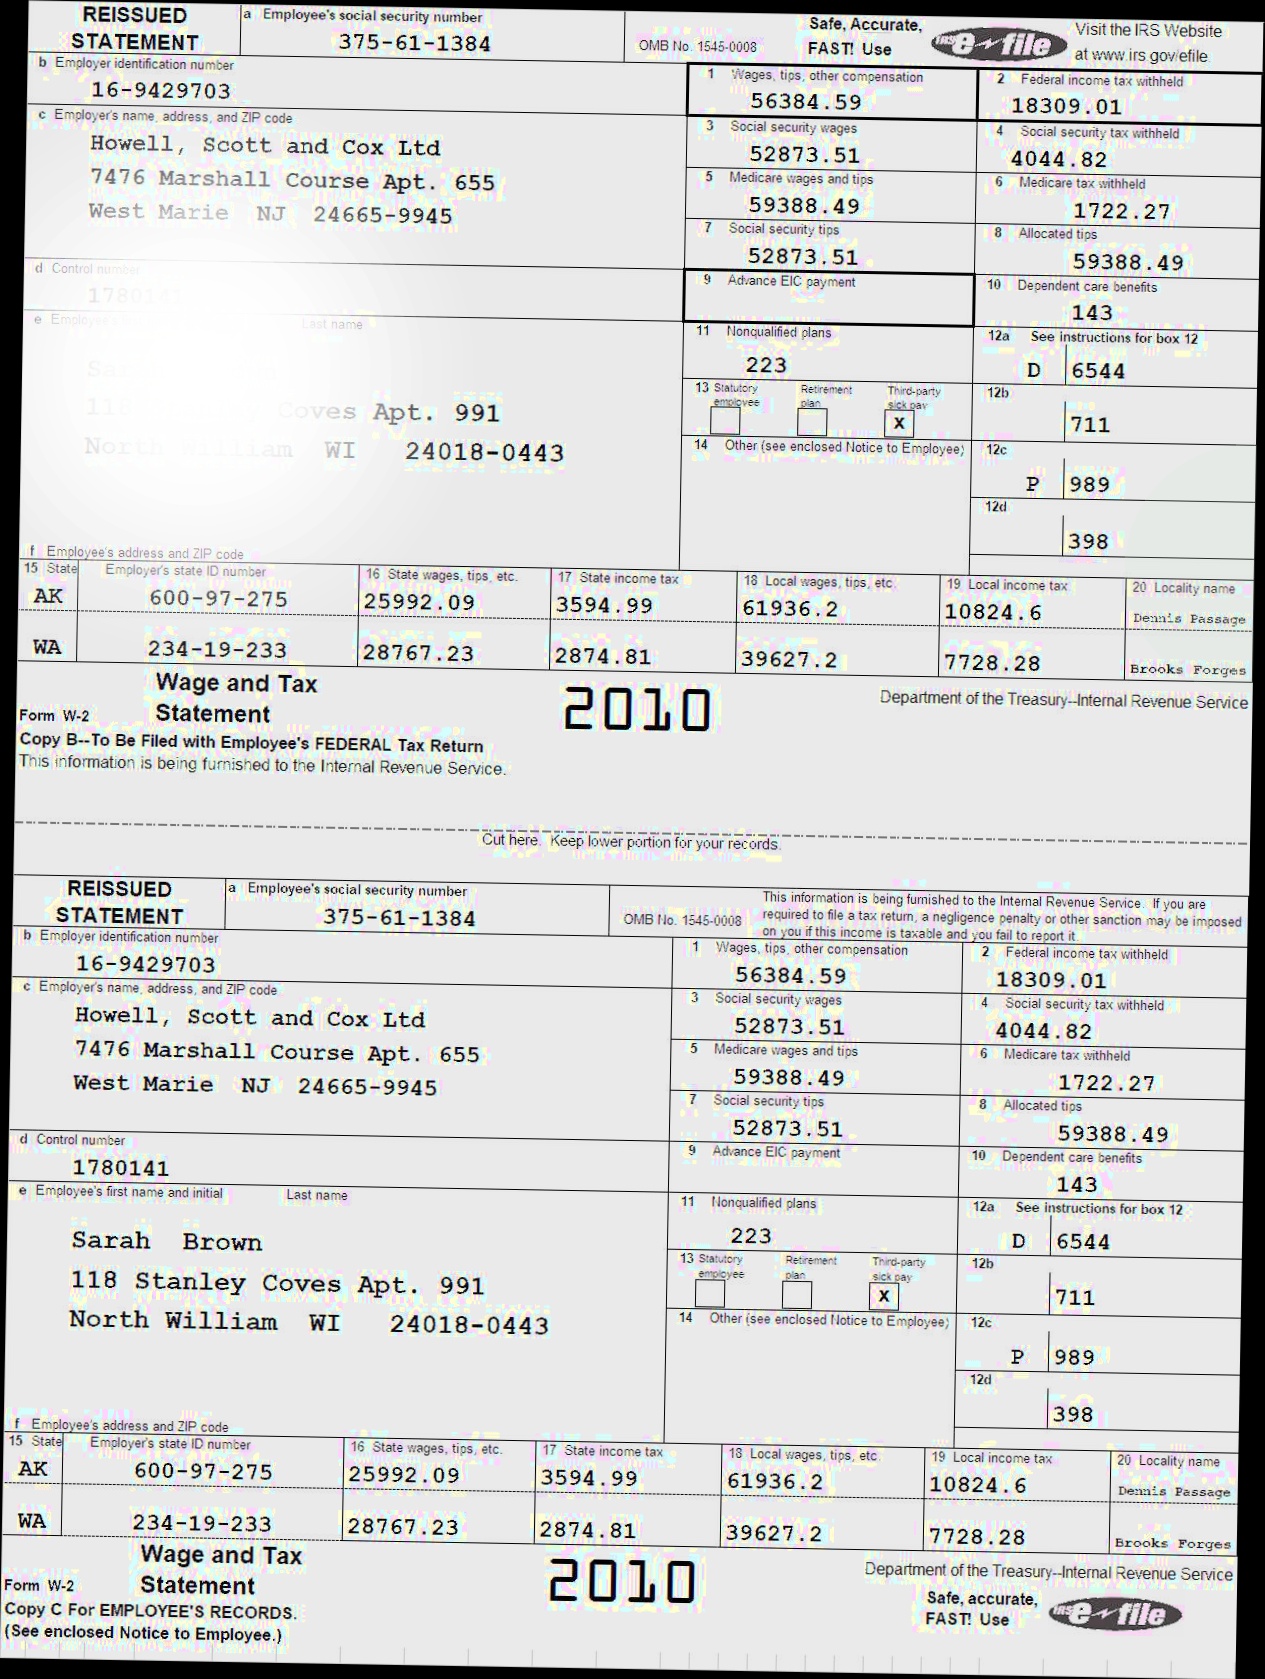 REISSUED STATEMENT
a Employee's social security number
375-61-1384
OMB No. 1545-0008
Safe, Accurate, FAST! Use
IRS e-file
Visit the IRS Website at www.irs.gov/efile
b Employer identification number
16-9429703
1 Wages, tips, other compensation
56384.59
2 Federal income tax withheld
18309.01
c Employer's name, address, and ZIP code
Howell, Scott and Cox Ltd
7476 Marshall Course Apt. 655
West Marie NJ 24665-9945
3 Social security wages
52873.51
4 Social security tax withheld
4044.82
5 Medicare wages and tips
59388.49
6 Medicare tax withheld
1722.27
7 Social security tips
52873.51
8 Allocated tips
59388.49
d Control number
1780141
9 Advance EIC payment
10 Dependent care benefits
143
e
Last name
Coves Apt. 991
North William WI 24018-0443
11 Nonqualified plans
223
12a See instructions for box 12
D 6544
13 Statutory employee
Retirement plan
Third-party sick pay
X
12b
711
14 Other (see enclosed Notice to Employee)
12c
P 989
12d
398
f Employee's address and ZIP code
15 State Employer's state ID number 16 State wages, tips, etc. 17 State income tax 18 Local wages, tips, etc. 19 Local income tax 20 Locality name
AK 600-97-275 25992.09 3594.99 61936.2 10824.6 Dennis Passage
WA 234-19-233 28767.23 2874.81 39627.2 7728.28 Brooks Forges
Form W-2 Wage and Tax Statement 2010 Department of the Treasury--Internal Revenue Service
Copy B--To Be Filed with Employee's FEDERAL Tax Return
This information is being furnished to the Internal Revenue Service.
Cut here. Keep lower portion for your records.
REISSUED STATEMENT
a Employee's social security number
375-61-1384
OMB No. 1545-0008
This information is being furnished to the Internal Revenue Service. If you are
required to file a tax return, a negligence penalty or other sanction may be imposed
on you if this income is taxable and you fail to report it.
b Employer identification number
16-9429703
1 Wages, tips, other compensation
56384.59
2 Federal income tax withheld
18309.01
c Employer's name, address, and ZIP code
Howell, Scott and Cox Ltd
7476 Marshall Course Apt. 655
West Marie NJ 24665-9945
3 Social security wages
52873.51
4 Social security tax withheld
4044.82
5 Medicare wages and tips
59388.49
6 Medicare tax withheld
1722.27
7 Social security tips
52873.51
8 Allocated tips
59388.49
d Control number
1780141
9 Advance EIC payment
10 Dependent care benefits
143
e Employee's first name and initial Last name
Sarah Brown
118 Stanley Coves Apt. 991
North William WI 24018-0443
11 Nonqualified plans
223
12a See instructions for box 12
D 6544
13 Statutory employee
Retirement plan
Third-party sick pay
X
12b
711
14 Other (see enclosed Notice to Employee)
12c
P 989
12d
398
f Employee's address and ZIP code
15 State Employer's state ID number 16 State wages, tips, etc. 17 State income tax 18 Local wages, tips, etc. 19 Local income tax 20 Locality name
AK 600-97-275 25992.09 3594.99 61936.2 10824.6 Dennis Passage
WA 234-19-233 28767.23 2874.81 39627.2 7728.28 Brooks Forges
Form W-2 Wage and Tax Statement 2010 Department of the Treasury--Internal Revenue Service
Copy C For EMPLOYEE'S RECORDS.
(See enclosed Notice to Employee.)
Safe, accurate, FAST! Use
IRS e-file